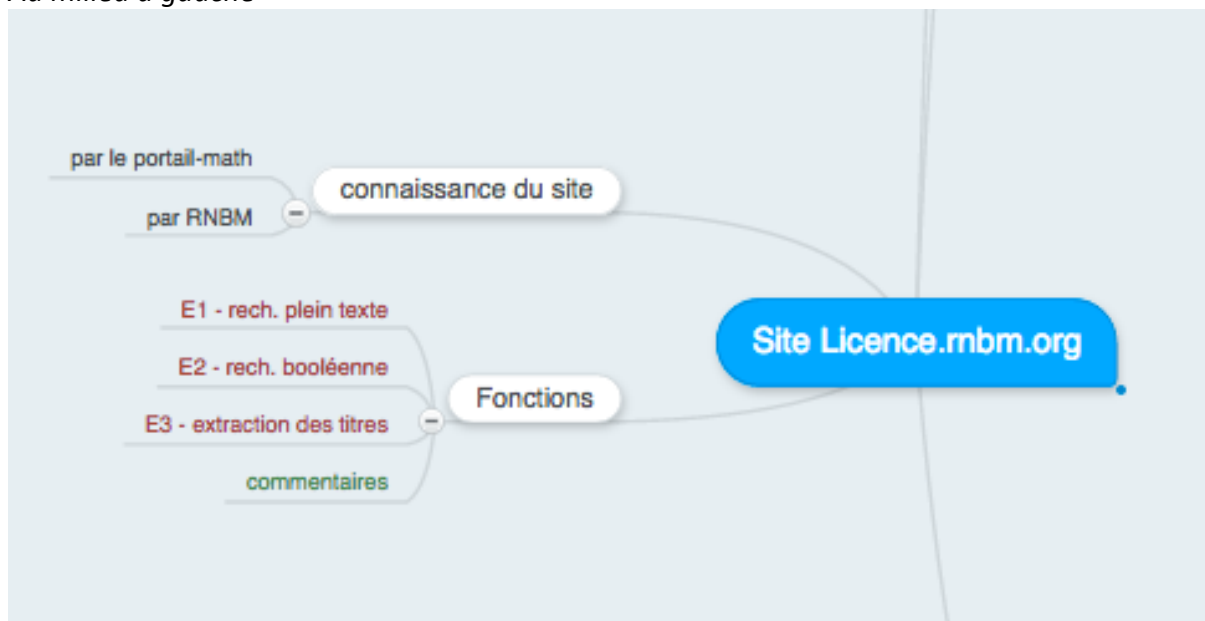 Au milieu à gauche
par le portail-math
connaissance du site
par RNBM
E1 - rech. plein texte
E2 - rech. booléenne
Site Licence.rnbm.org
Fonctions
E3 - extraction des titres
commentaires